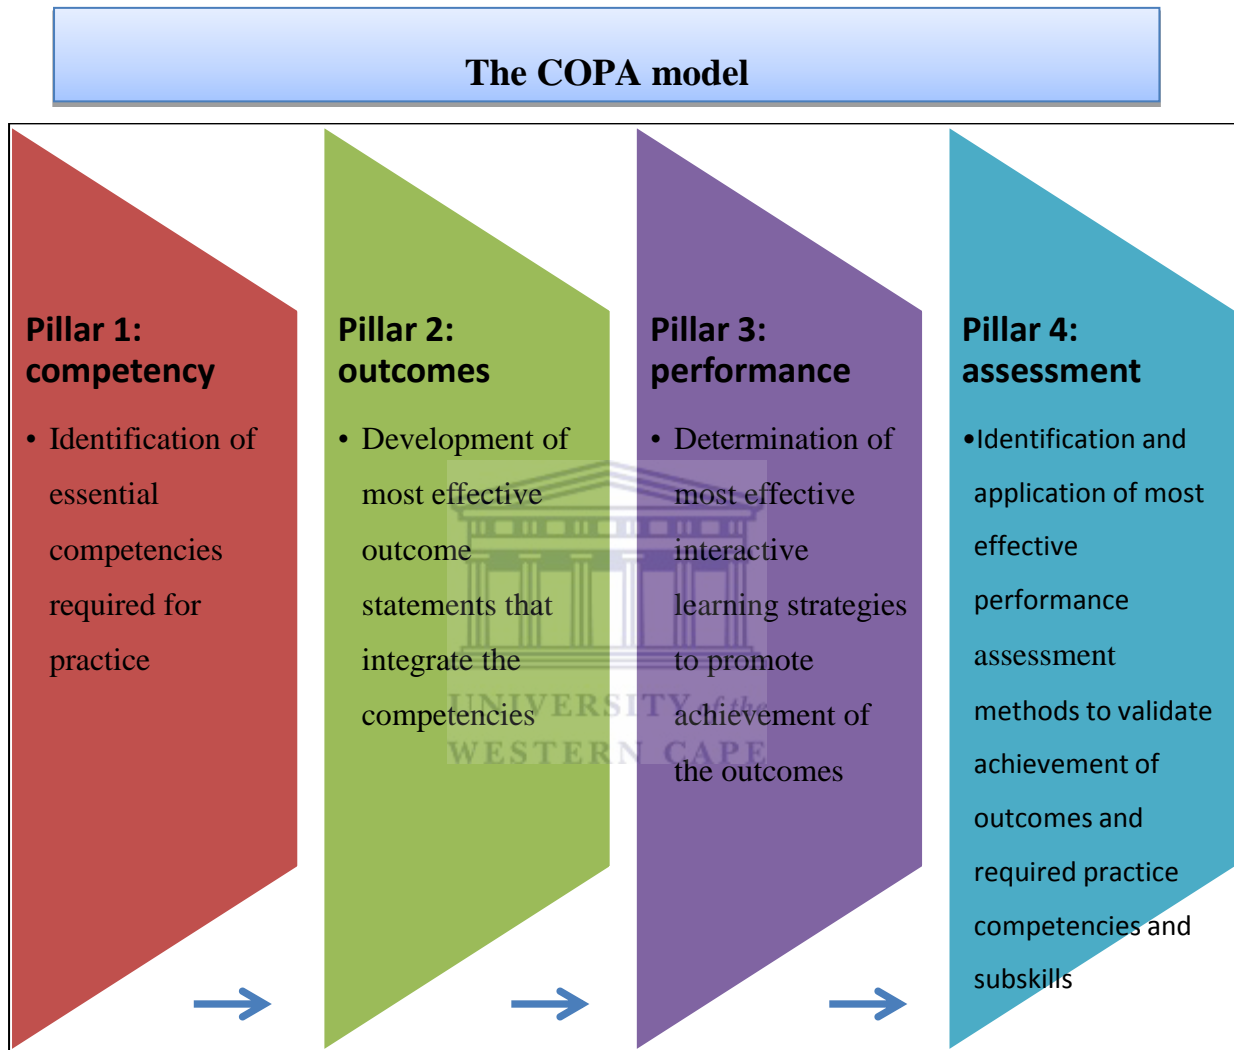 The COPA model
Pillar 1:
competency
• Identification of
essential
competencies
required for
practice
Pillar 2:
outcomes
• Development of
most effective
outcome
statements that
integrate the
competencies
Pillar 3:
performance
• Determination of
most effective
interactive
learning strategies
to promote
achievement of
the outcomes
Pillar 4:
assessment
•Identification and
application of most
effective
performance
assessment
methods to validate
achievement of
outcomes and
required practice
competencies and
subskills
UNIVERSITY of the
WESTERN CAPE